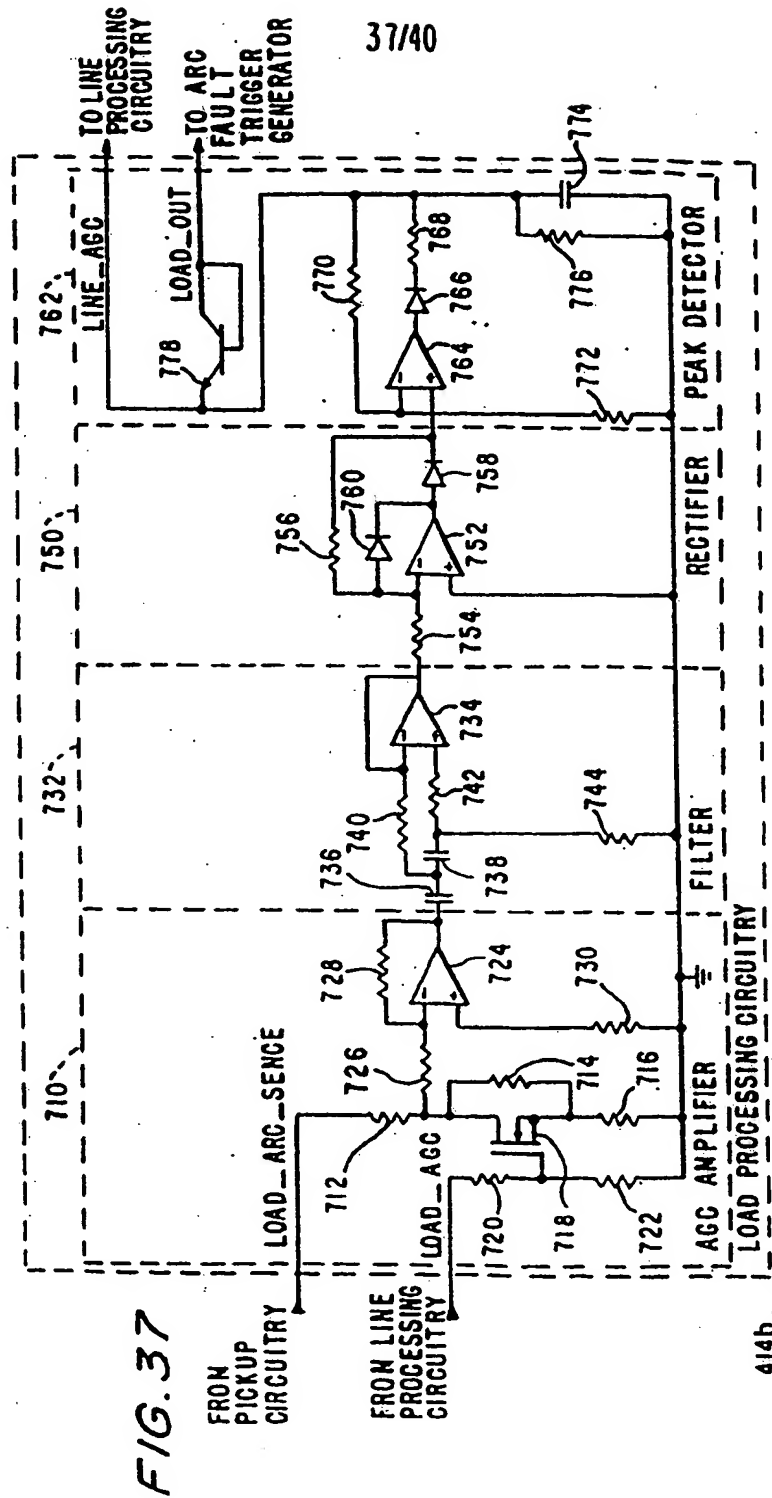 37/40
FIG. 37
FRON
PICKUP
CIRCUITRY
FRON LINE
PROCESSING
CIRCUITRY
LOAD_ARC_SENCE
LOAD_AGC
710
712
714
716
718
720
722
724
726
728
730
AGC AMPLIFIER
732
734
736
738
740
742
744
FILTER
750
752
754
756
758
760
RECTIFIER
762
764
766
768
770
772
774
776
778
PEAK DETECTOR
LINE_AGC
LOAD_OUT
TO LINE
PROCESSING
CIRCUITRY
TO ARC
FAULT
TRIGGER
GENERATOR
LOAD PROCESSING CIRCUITRY
414b